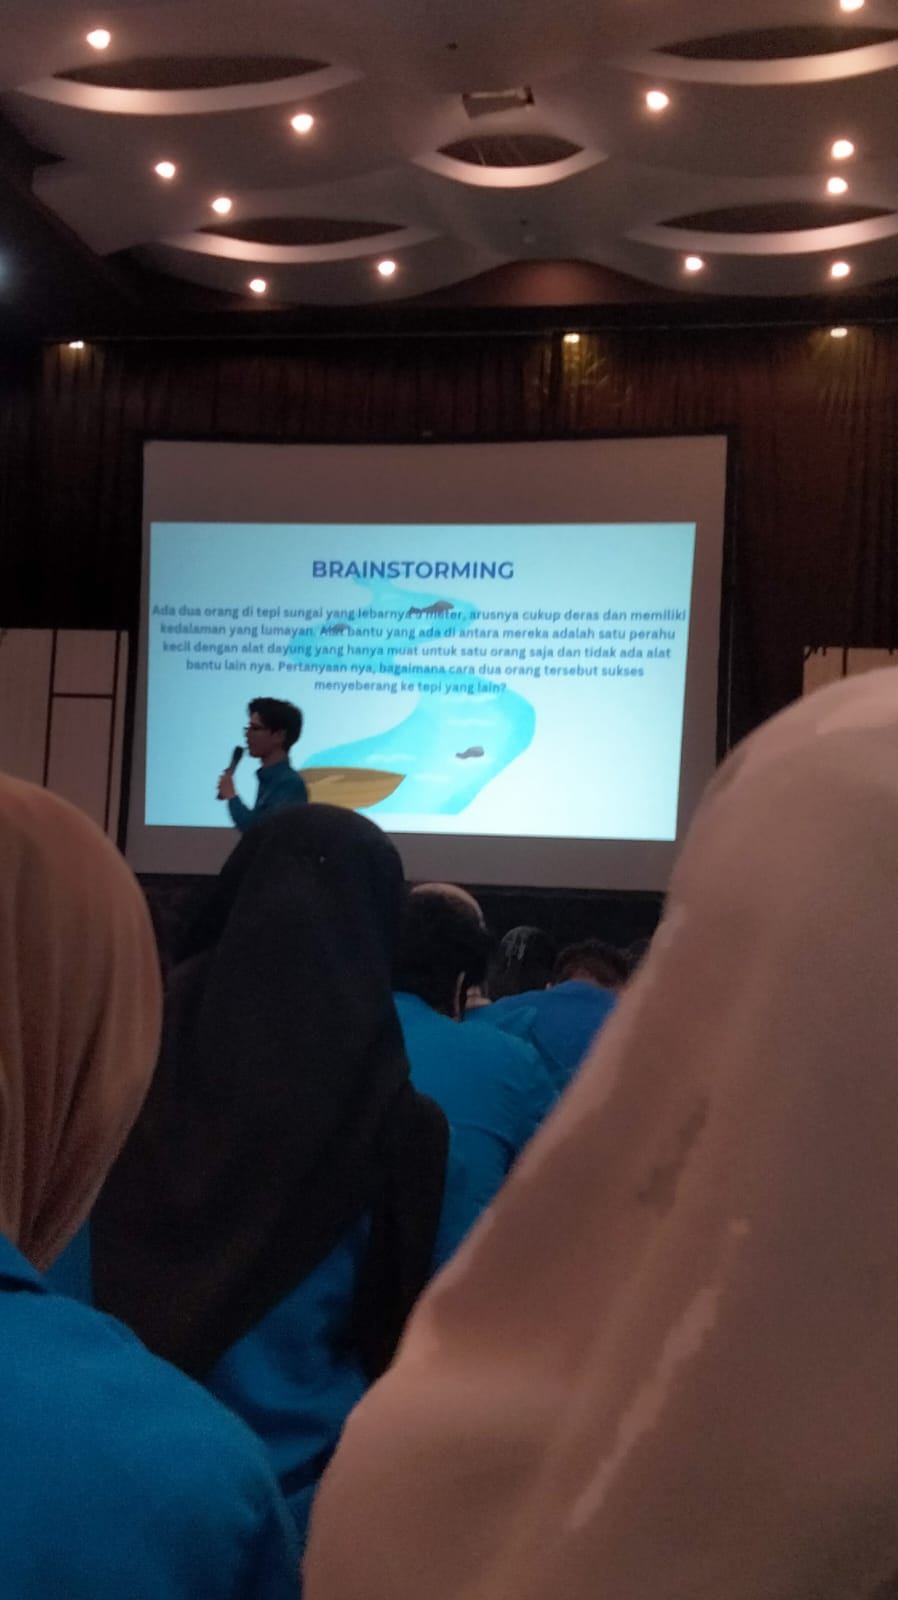 BRAINSTORMING
Ada dua orang di tepi sungai yang lebarnya 5 meter, arusnya cukup deras dan memiliki
kedalaman yang lumayan. Alat bantu yang ada di antara mereka adalah satu perahu
kecil dengan alat dayung yang hanya muat untuk satu orang saja dan tidak ada alat
bantu lain nya. Pertanyaan nya, bagaimana cara dua orang tersebut sukses
menyeberang ke tepi yang lain?